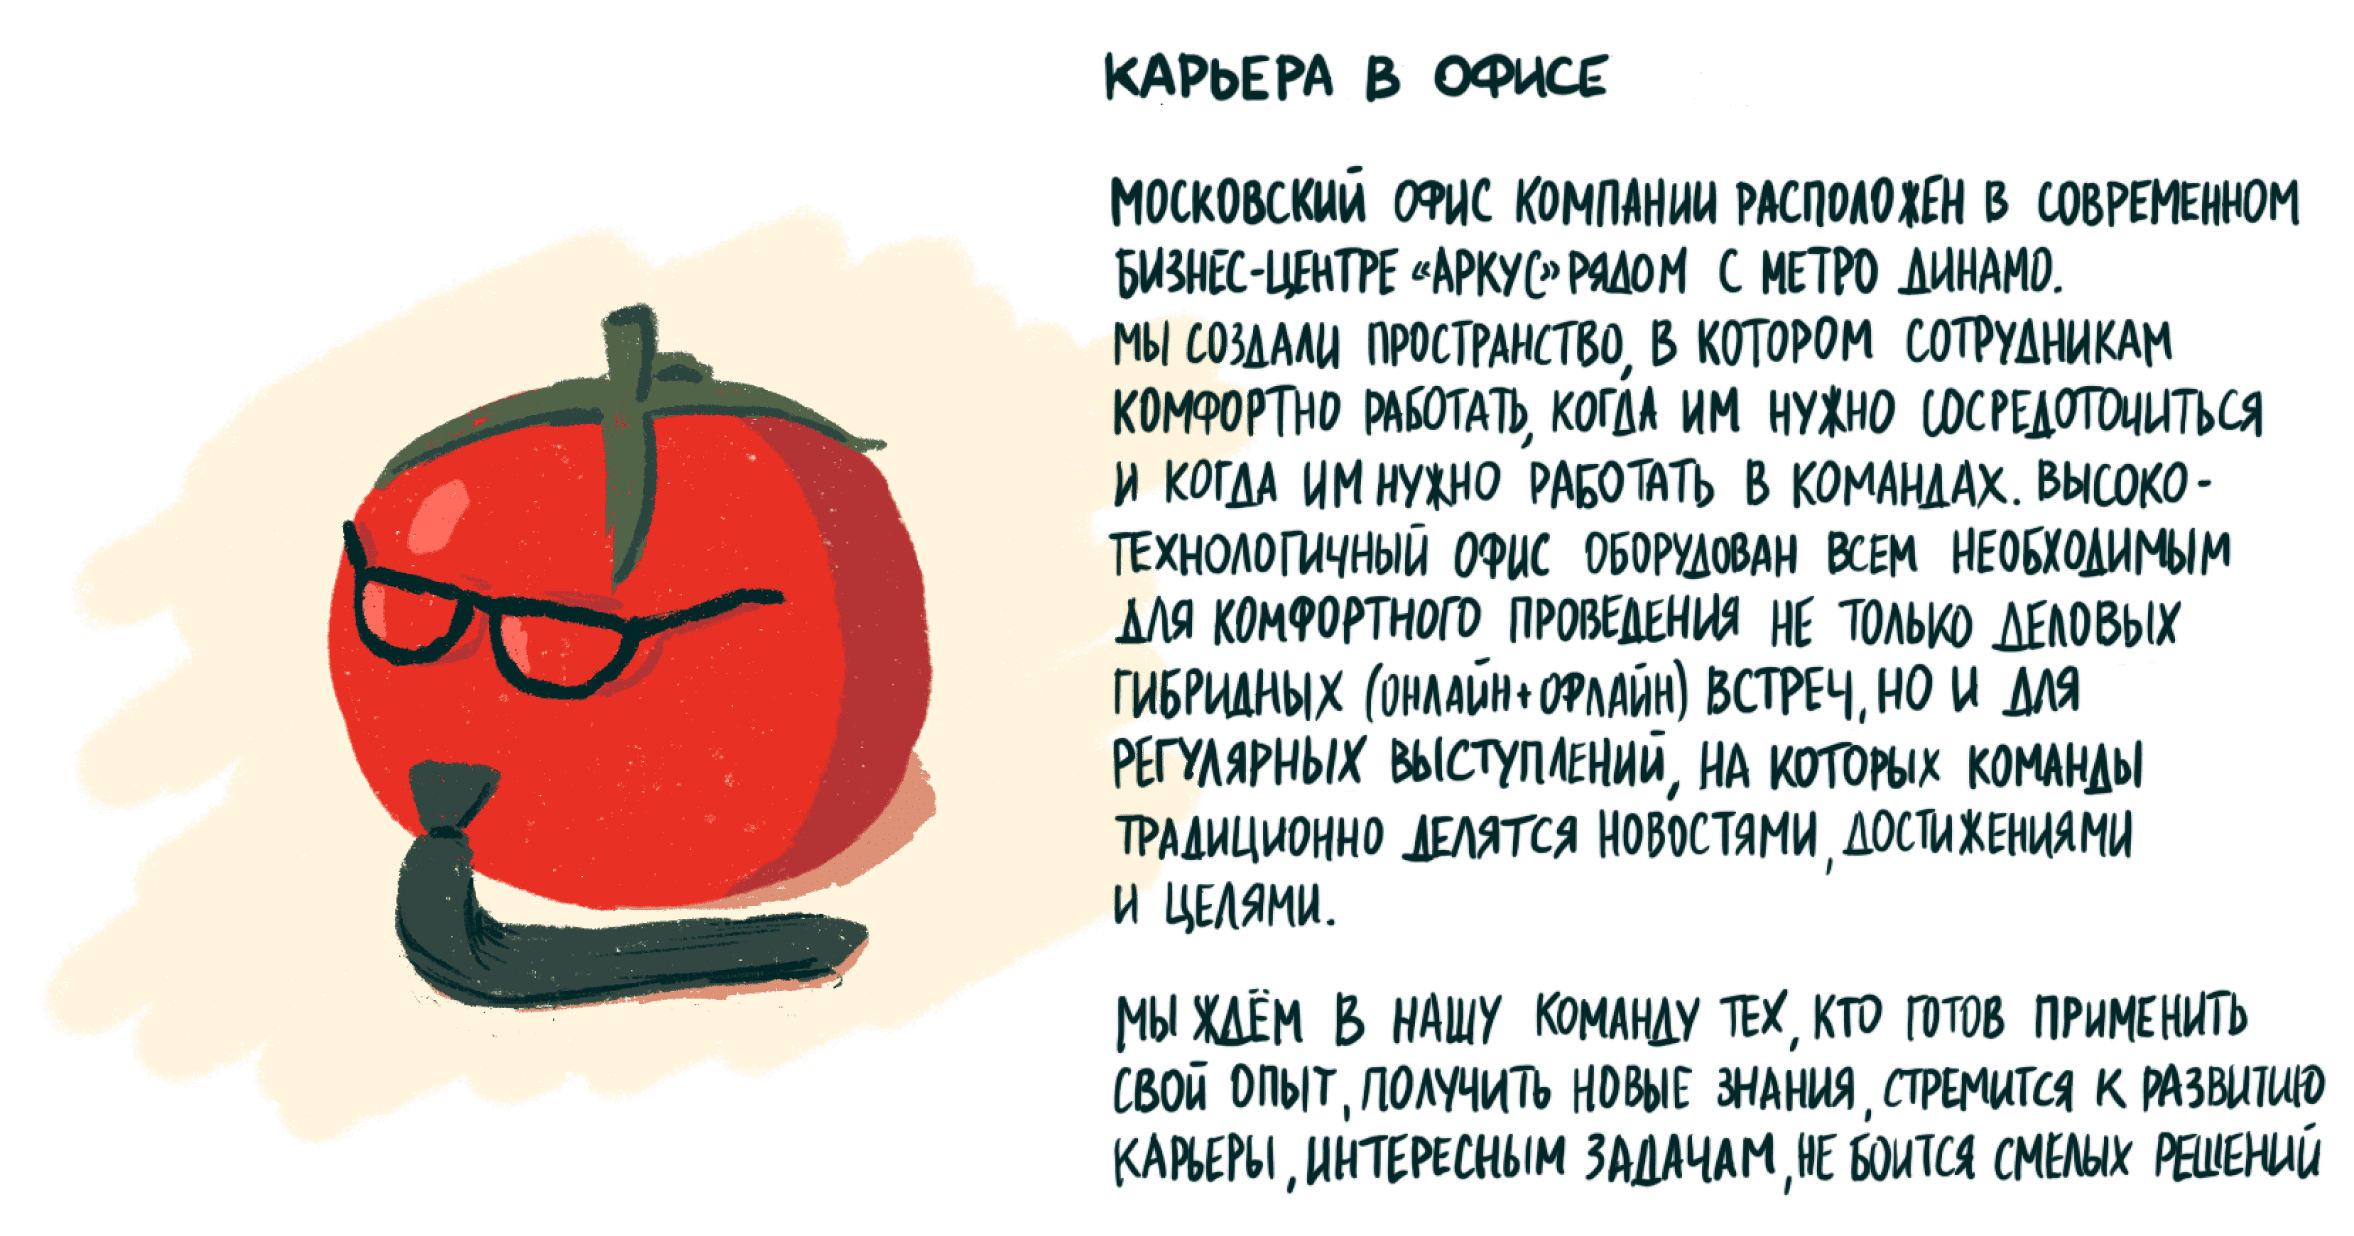 КАРЬЕРА В ОФИСЕ
МОСКОВСКИЙ ОФИС КОМПАНИИ РАСПОЛОЖЕН В СОВРЕМЕННОМ
БИЗНЕС-ЦЕНТРЕ «АРКУС» РЯДОМ С МЕТРО ДИНАМО.
МЫ СОЗДАЛИ ПРОСТРАНСТВО, В КОТОРОМ СОТРУДНИКАМ
КОМФОРТНО РАБОТАТЬ, КОГДА ИМ НУЖНО СОСРЕДОТОЧИТЬСЯ
И КОГДА ИМ НУЖНО РАБОТАТЬ В КОМАНДАХ. ВЫСОКО-
ТЕХНОЛОГИЧНЫЙ ОФИС ОБОРУДОВАН ВСЕМ НЕОБХОДИМЫМ
ДЛЯ КОМФОРТНОГО ПРОВЕДЕНИЯ НЕ ТОЛЬКО ДЕЛОВЫХ
ГИБРИДНЫХ (ОНЛАЙН+ОФЛАЙН) ВСТРЕЧ, НО И ДЛЯ
РЕГУЛЯРНЫХ ВЫСТУПЛЕНИЙ, НА КОТОРЫХ КОМАНДЫ
ТРАДИЦИОННО ДЕЛЯТСЯ НОВОСТЯМИ, ДОСТИЖЕНИЯМИ
И ЦЕЛЯМИ.
МЫ ЖДЁМ В НАШУ КОМАНДУ ТЕХ, КТО ГОТОВ ПРИМЕНИТЬ
СВОЙ ОПЫТ, ПОЛУЧИТЬ НОВЫЕ ЗНАНИЯ, СТРЕМИТСЯ К РАЗВИТИЮ
КАРЬЕРЫ, ИНТЕРЕСНЫМ ЗАДАЧАМ, НЕ БОИТСЯ СМЕЛЫХ РЕШЕНИЙ